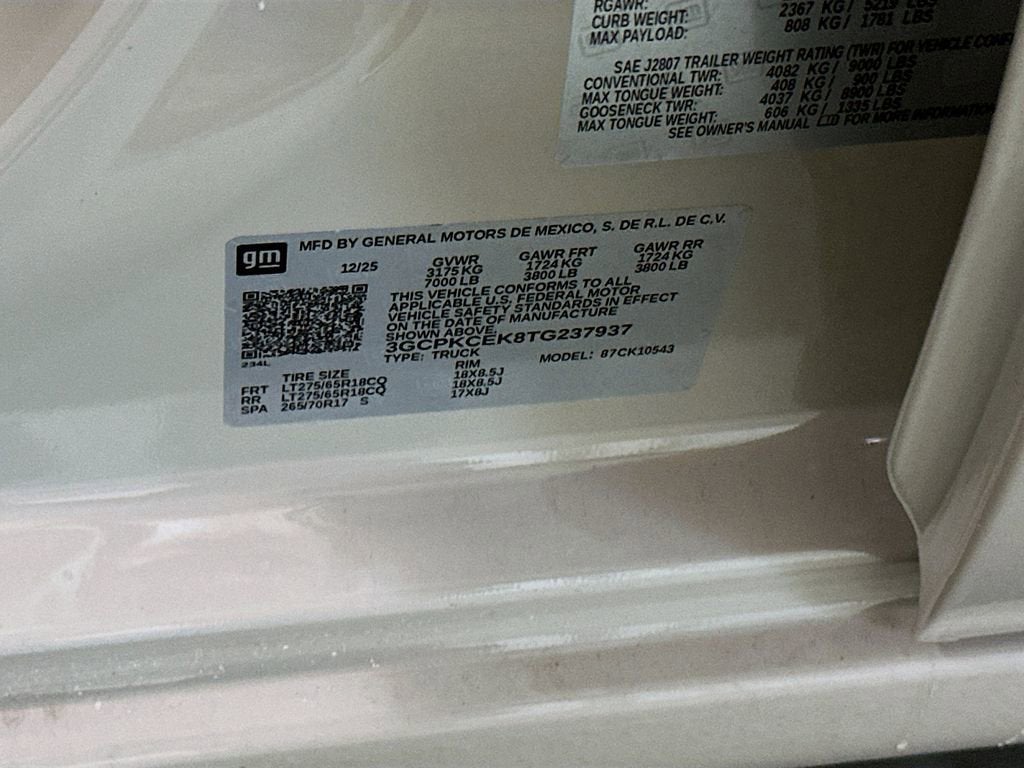 RGAWR: 2367 KG / 5219 LBS
CURB WEIGHT: 808 KG / 1781 LBS
MAX PAYLOAD:
SAE J2807 TRAILER WEIGHT RATING (TWR) FOR VEHICLE
CONVENTIONAL TWR: 4082 KG / 9000 LBS
MAX TONGUE WEIGHT: 408 KG / 900 LBS
GOOSENECK TWR: 4037 KG / 8900 LBS
MAX TONGUE WEIGHT: 606 KG / 1335 LBS
SEE OWNER'S MANUAL FOR MORE INFORMATION
gm MFD BY GENERAL MOTORS DE MEXICO, S. DE R.L. DE C.V.
12/25 GVWR GAWR FRT GAWR RR
3175 KG 1724 KG 1724 KG
7000 LB 3800 LB 3800 LB
THIS VEHICLE CONFORMS TO ALL
APPLICABLE U.S. FEDERAL MOTOR
VEHICLE SAFETY STANDARDS IN EFFECT
ON THE DATE OF MANUFACTURE
SHOWN ABOVE.
3GCPKCEK8TG237937
234L TYPE: TRUCK MODEL: 87CK10543
TIRE SIZE RIM
FRT LT275/65R18CQ 18X8.5J
RR LT275/65R18CQ 18X8.5J
SPA 265/70R17 S 17X8J